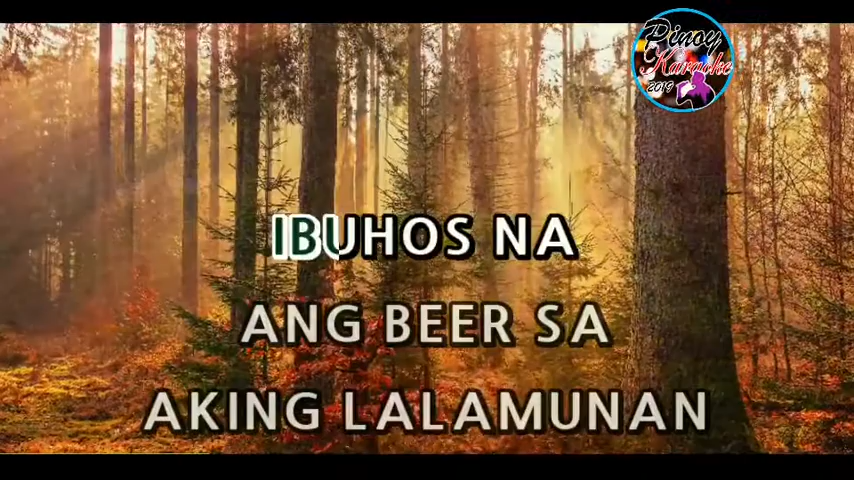 Pinoy
Karaoke
2019
IBUHOS NA
ANG BEER SA
AKING LALAMUNAN